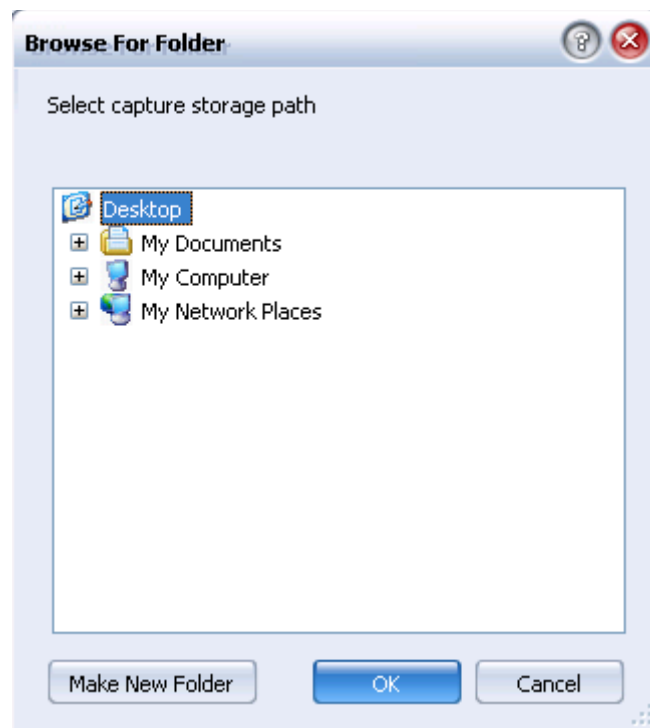 Browse For Folder
Select capture storage path
Desktop
My Documents
My Computer
My Network Places
Make New Folder
OK
Cancel